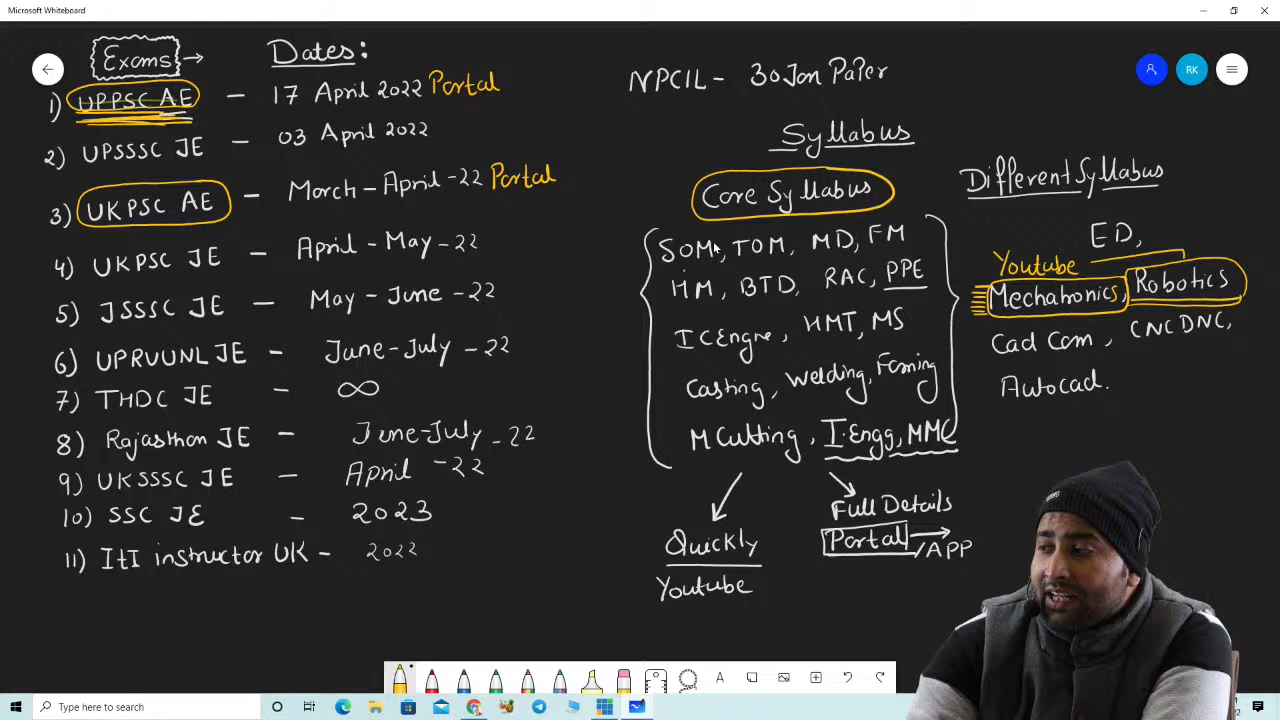 Microsoft Whiteboard
Exams → Dates:
1) UPPSC AE - 17 April 2022 Portal
2) UPSSSC JE - 03 April 2022
3) UKPSC AE - March-April-22 Portal
4) UKPSC JE - April-May-22
5) JSSSC JE - May-June-22
6) UPRVUNL JE - June-July-22
7) THDC JE - ∞
8) Rajasthan JE - June-July-22
9) UKSSSC JE - April-22
10) SSC JE - 2023
11) ItI instructor UK - 2022
NPCIL- 30 Jan Paper
RK
Syllabus
Core Syllabus
SOM, TOM, MD, FM
HM, BTD, RAC, PPE
IC Engne, HMT, MS
Casting, Welding, Foming
M Cutting, I.Engg, MMC
Quickly
Youtube
Full Details
Portal → /APP
Different Syllabus
ED,
Youtube
Mechatronics, Robotics
Cad Cam, CNC DNC,
Autocad.
Type here to search